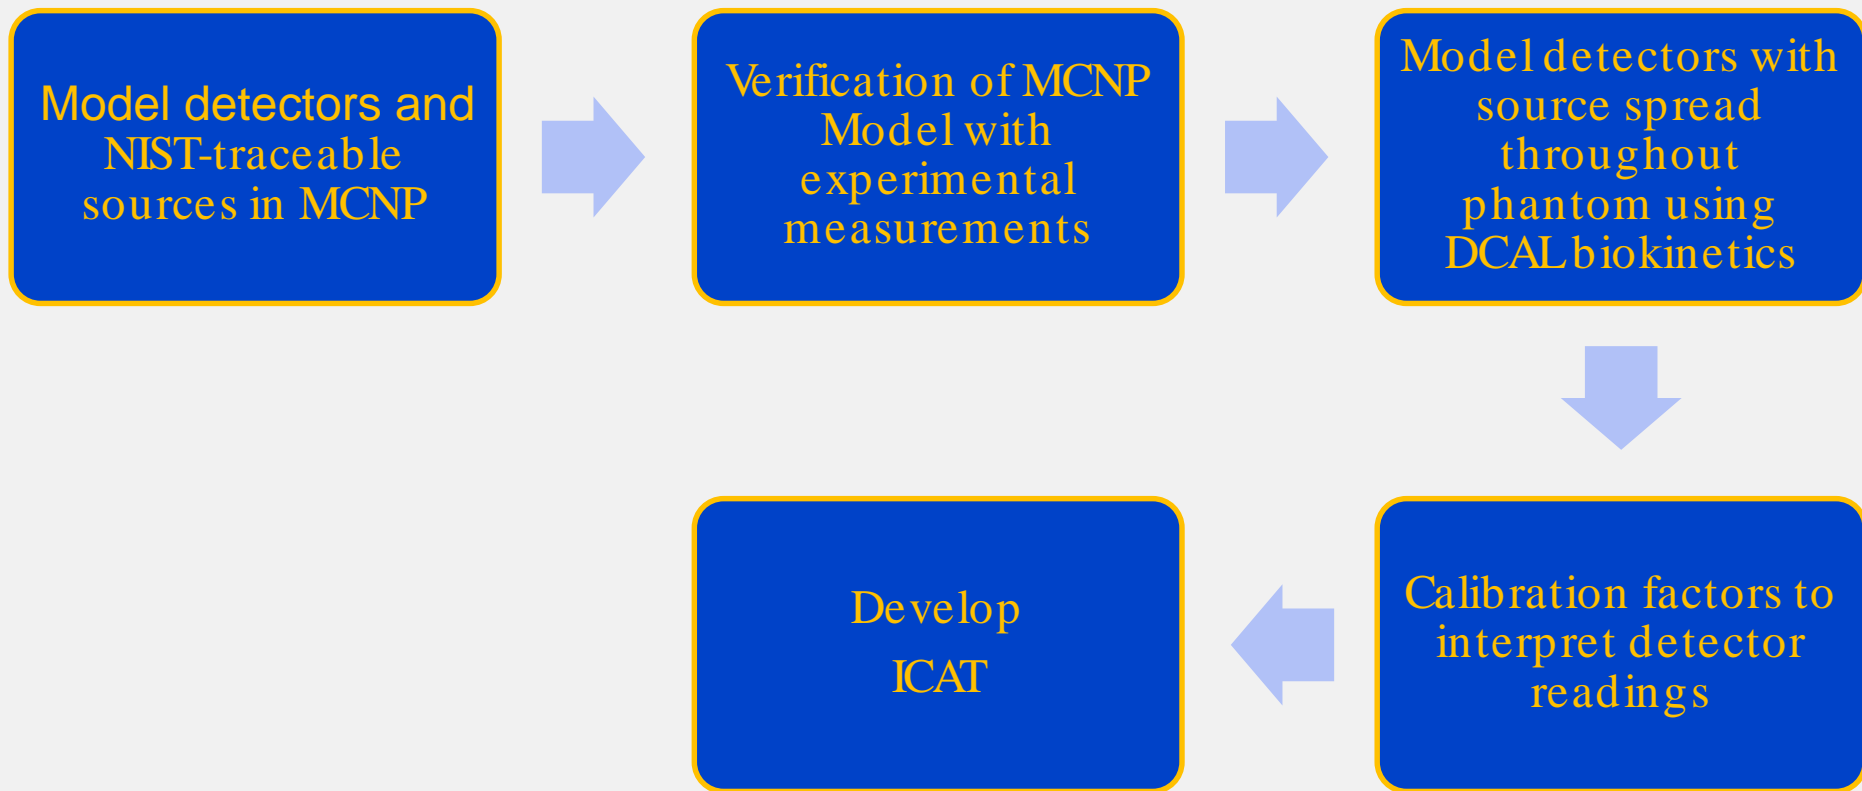 Model detectors and
NIST-traceable
sources in MCNP
Verification of MCNP
Model with
experimental
measurements
Model detectors with
source spread
throughout
phantom using
DCAL biokinetics
Calibration factors to
interpret detector
readings
Develop
ICAT